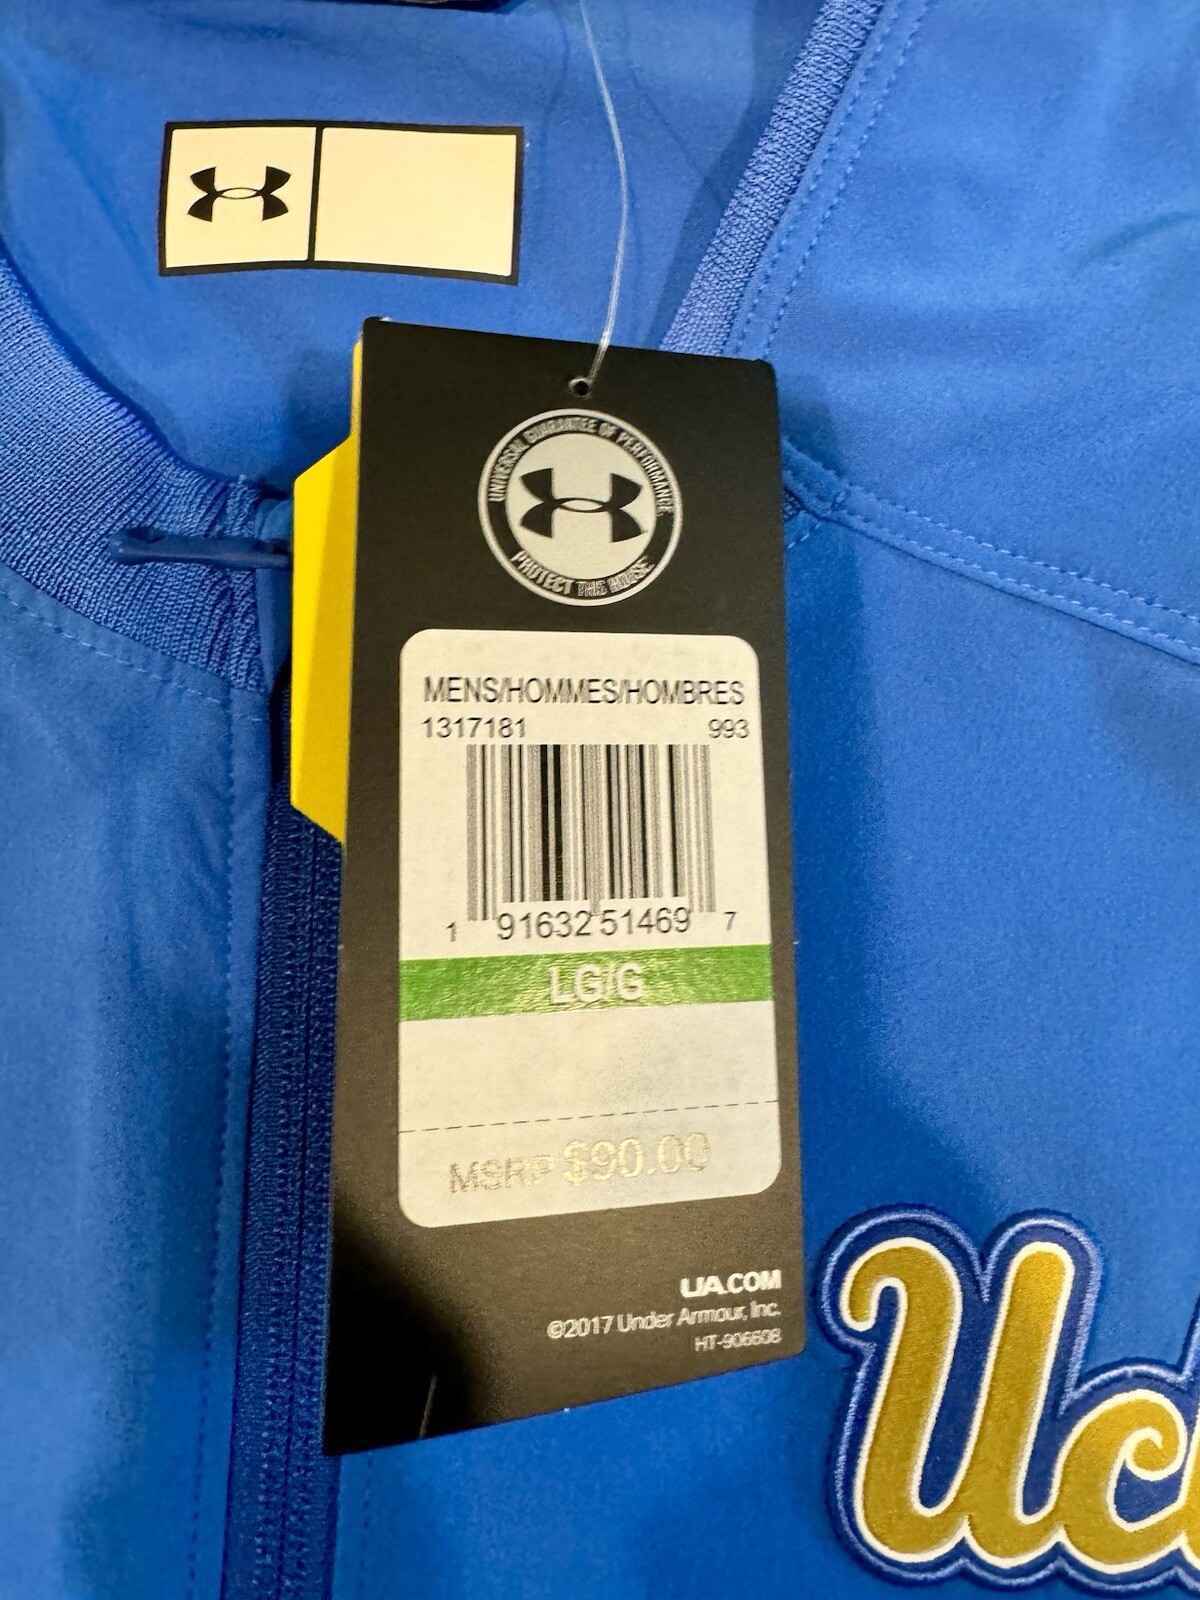 UNIVERSAL GUARANTEE OF PERFORMANCE
PROTECT THIS HOUSE
MENS/HOMMES/HOMBRES
1317181 993
1 91632 51469 7
LG/G
MSRP $90.00
UA.COM
©2017 Under Armour, Inc.
HT-906608
Uc